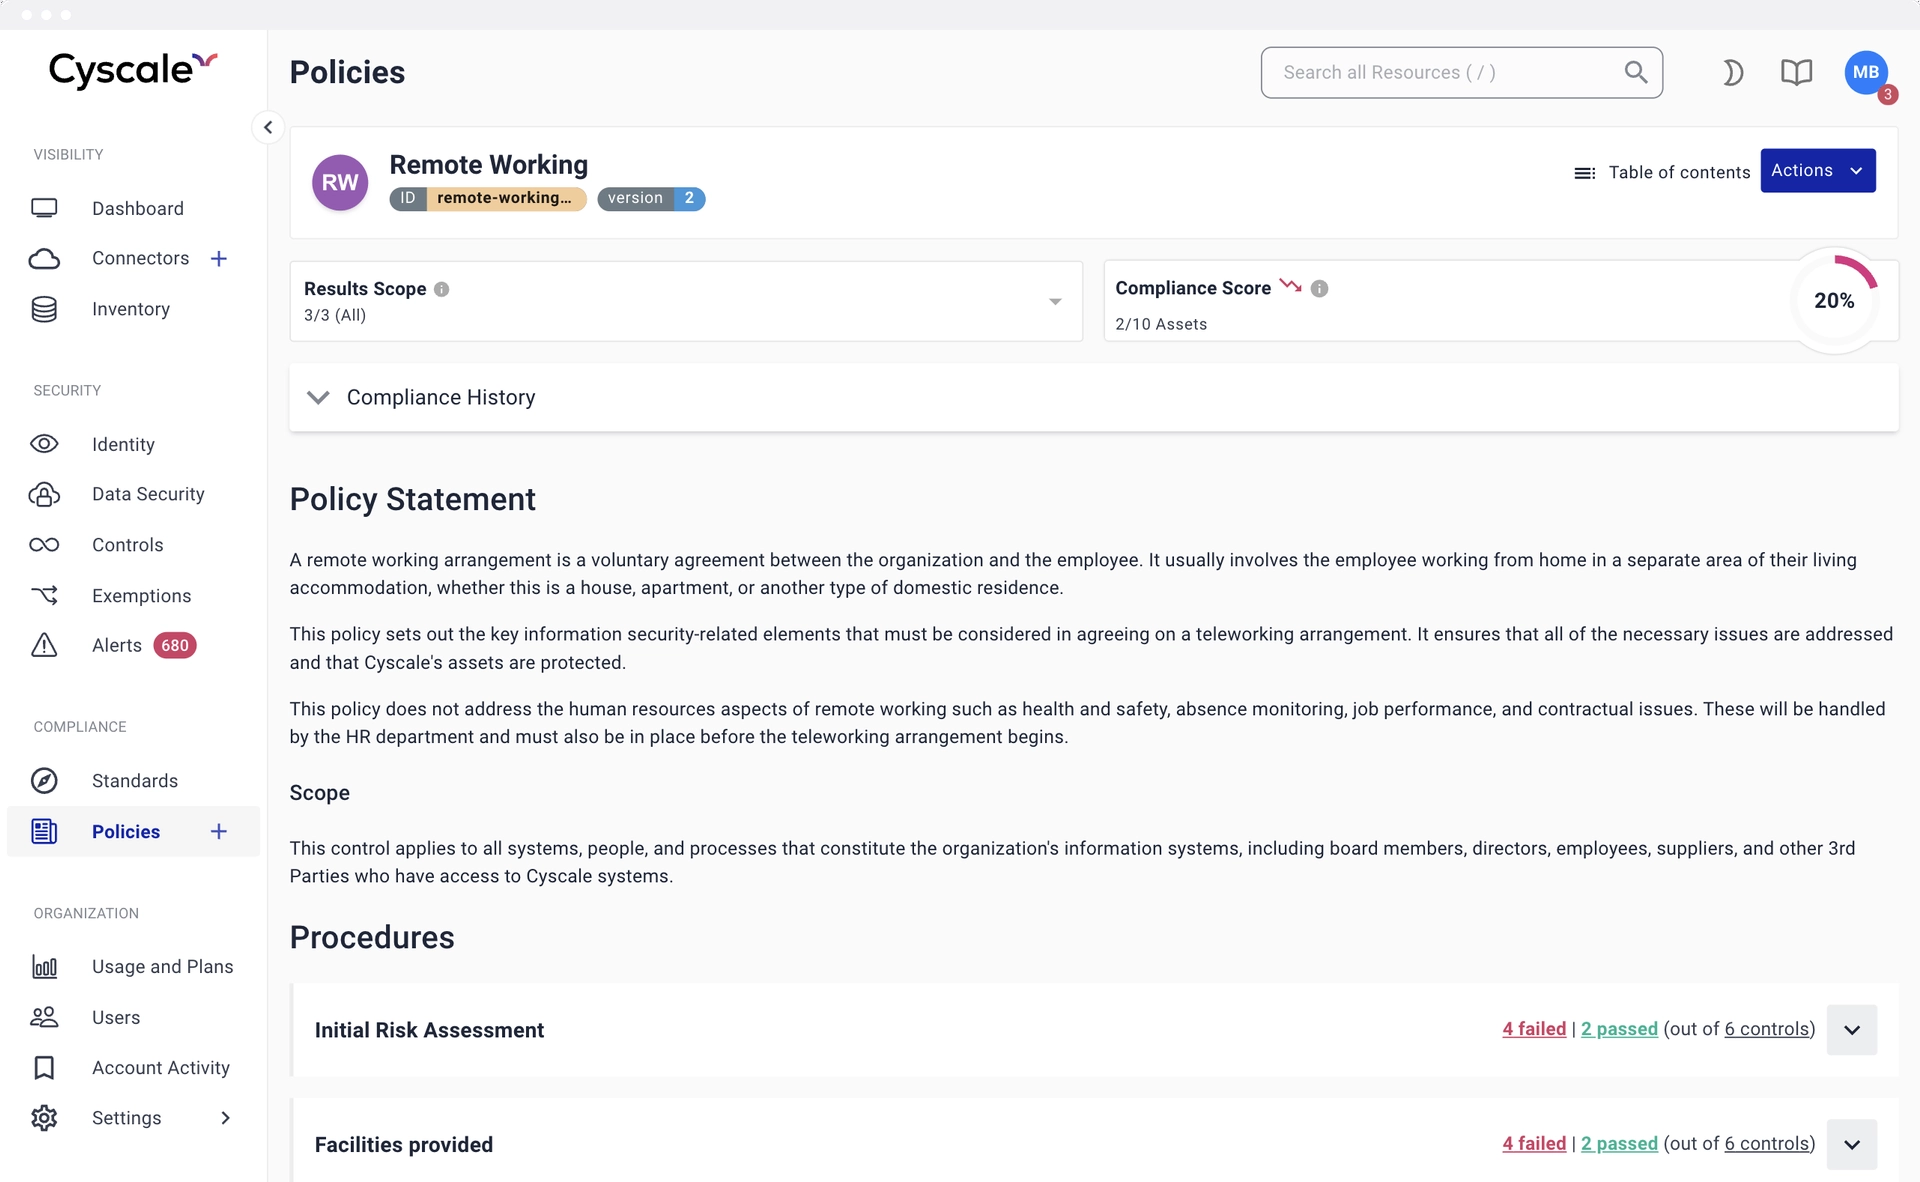 Cyscale
Policies
Search all Resources ( / )
MB
3
VISIBILITY
Dashboard
Connectors
Inventory
SECURITY
Identity
Data Security
Controls
Exemptions
Alerts 680
COMPLIANCE
Standards
Policies
ORGANIZATION
Usage and Plans
Users
Account Activity
Settings
RW
Remote Working
ID remote-working... version 2
Table of contents
Actions
Results Scope
3/3 (All)
Compliance Score
2/10 Assets
20%
Compliance History
Policy Statement
A remote working arrangement is a voluntary agreement between the organization and the employee. It usually involves the employee working from home in a separate area of their living
accommodation, whether this is a house, apartment, or another type of domestic residence.
This policy sets out the key information security-related elements that must be considered in agreeing on a teleworking arrangement. It ensures that all of the necessary issues are addressed
and that Cyscale's assets are protected.
This policy does not address the human resources aspects of remote working such as health and safety, absence monitoring, job performance, and contractual issues. These will be handled
by the HR department and must also be in place before the teleworking arrangement begins.
Scope
This control applies to all systems, people, and processes that constitute the organization's information systems, including board members, directors, employees, suppliers, and other 3rd
Parties who have access to Cyscale systems.
Procedures
Initial Risk Assessment
4 failed | 2 passed (out of 6 controls)
Facilities provided
4 failed | 2 passed (out of 6 controls)